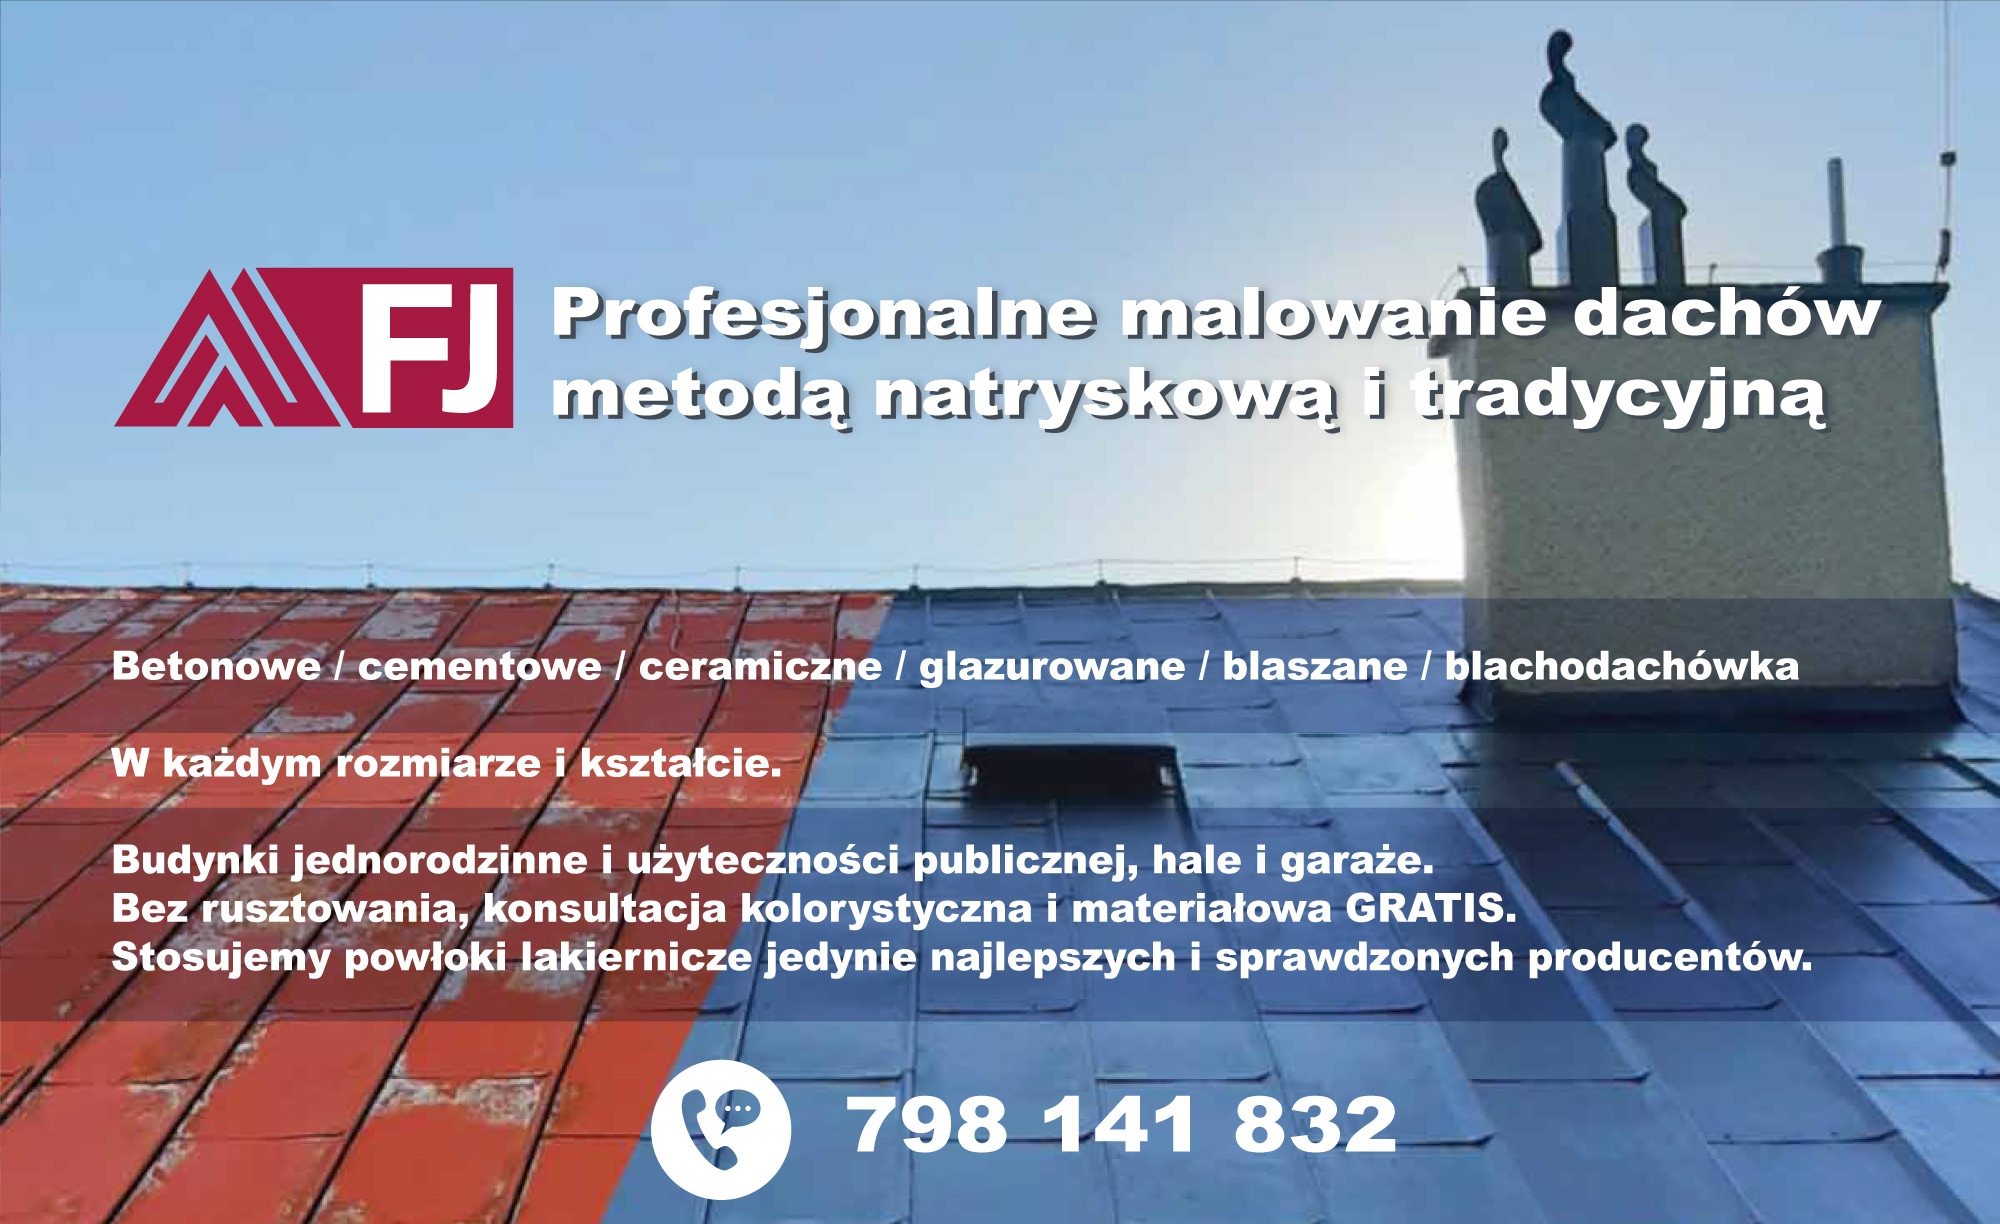 FJ
Profesjonalne malowanie dachów
metodą natryskową i tradycyjną
Betonowe / cementowe / ceramiczne / glazurowane / blaszane / blachodachówka
W każdym rozmiarze i kształcie.
Budynki jednorodzinne i użyteczności publicznej, hale i garaże.
Bez rusztowania, konsultacja kolorystyczna i materiałowa GRATIS.
Stosujemy powłoki lakiernicze jedynie najlepszych i sprawdzonych producentów.
798 141 832